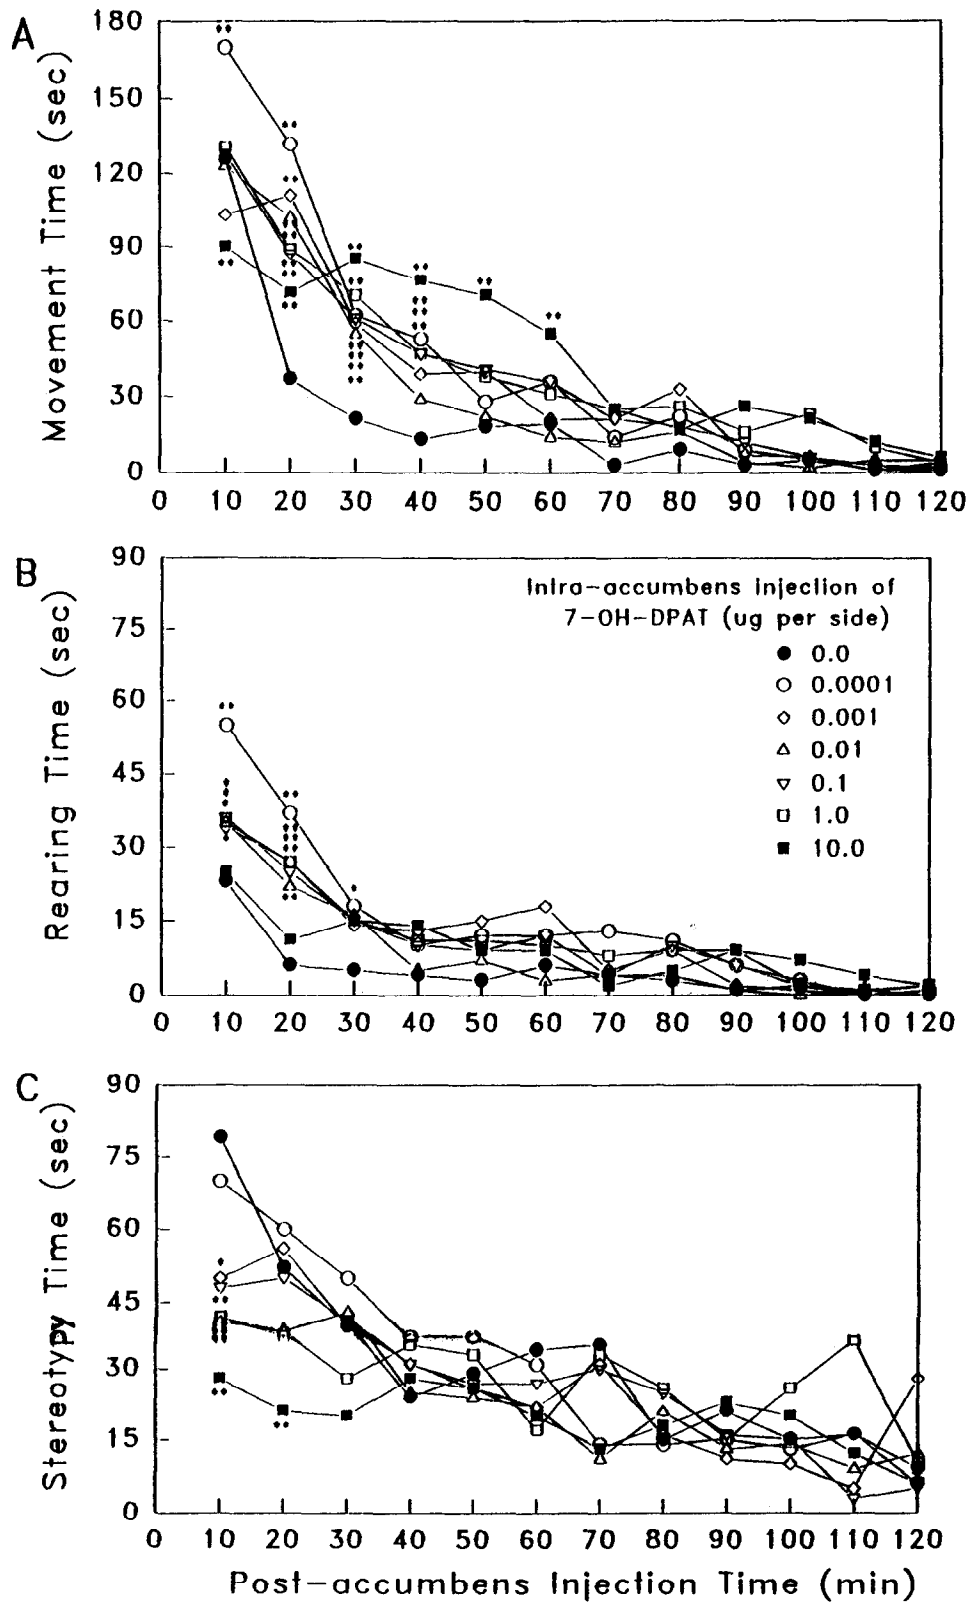 A
Movement Time (sec)
180
150
120
90
60
30
0
0 10 20 30 40 50 60 70 80 90 100 110 120
B
Rearing Time (sec)
90
75
60
45
30
15
0
Intra-accumbens Injection of
7-OH-DPAT (ug per side)
0.0
0.0001
0.001
0.01
0.1
1.0
10.0
0 10 20 30 40 50 60 70 80 90 100 110 120
C
Stereotypy Time (sec)
90
75
60
45
30
15
0
0 10 20 30 40 50 60 70 80 90 100 110 120
Post-accumbens Injection Time (min)